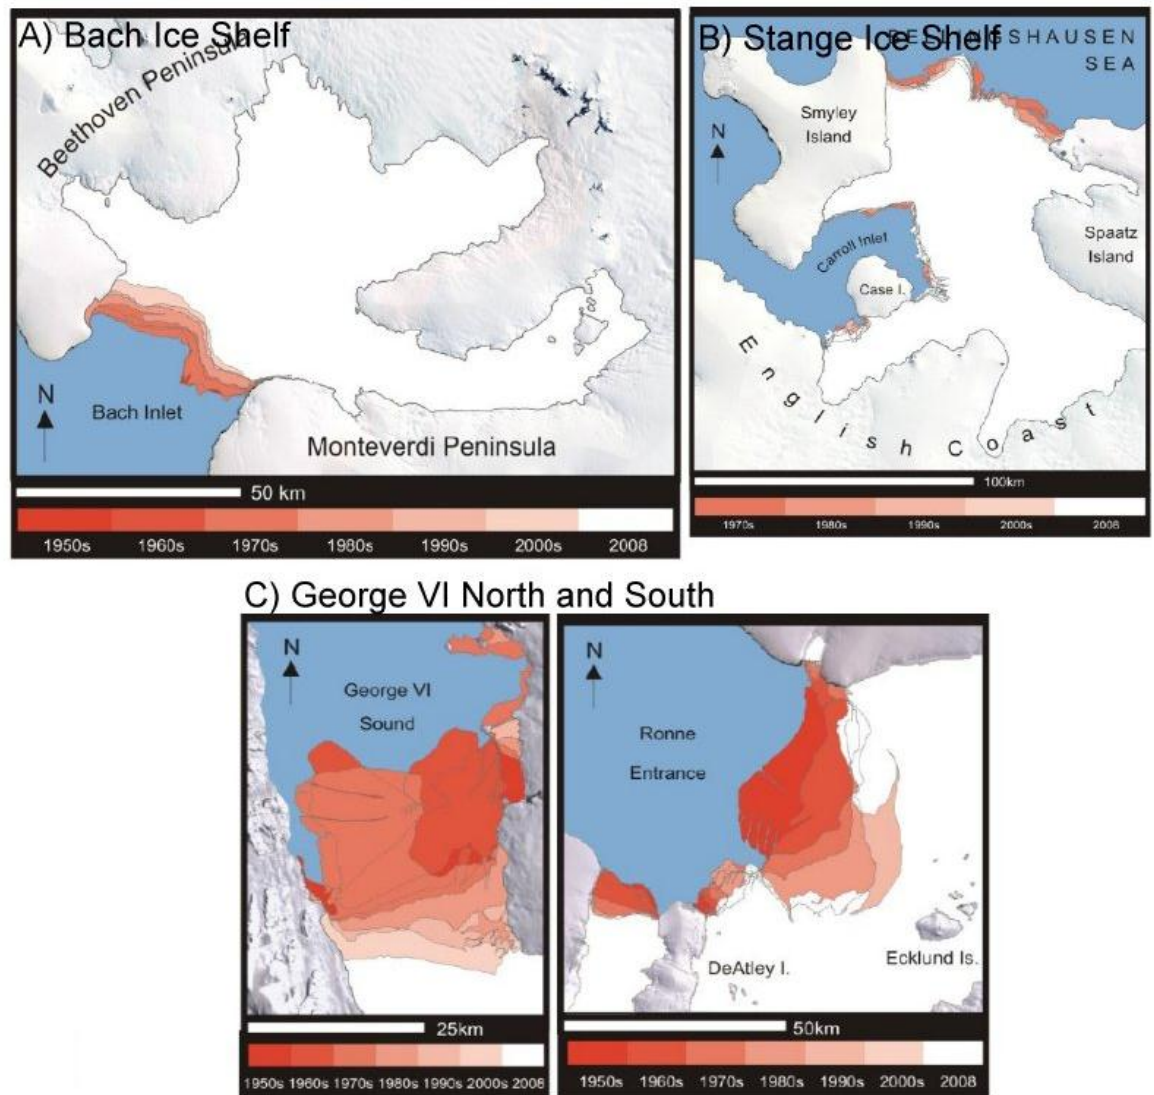 A) Bach Ice Shelf
Beethoven Peninsula
N
Bach Inlet
Monteverdi Peninsula
50 km
1950s 1960s 1970s 1980s 1990s 2000s 2008
B) Stange Ice Shelf
BELLINGSHAUSEN
SEA
N
Smyley
Island
Carroll Inlet
Case I.
Spaatz
Island
English Coast
100km
1970s 1980s 1990s 2000s 2008
C) George VI North and South
N
George VI
Sound
25km
1950s 1960s 1970s 1980s 1990s 2000s 2008
N
Ronne
Entrance
DeAtley I.
Ecklund Is.
50km
1950s 1960s 1970s 1980s 1990s 2000s 2008